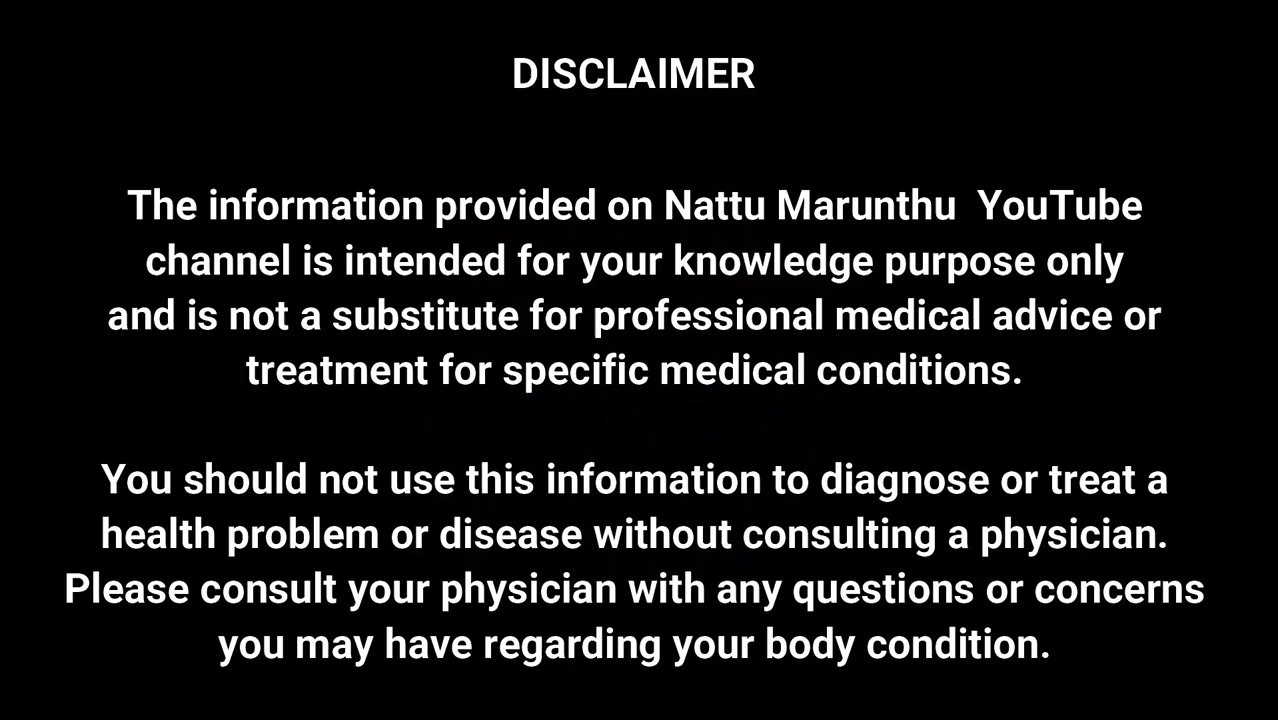 DISCLAIMER
The information provided on Nattu Marunthu  YouTube
channel is intended for your knowledge purpose only
and is not a substitute for professional medical advice or
treatment for specific medical conditions.
You should not use this information to diagnose or treat a
health problem or disease without consulting a physician.
Please consult your physician with any questions or concerns
you may have regarding your body condition.